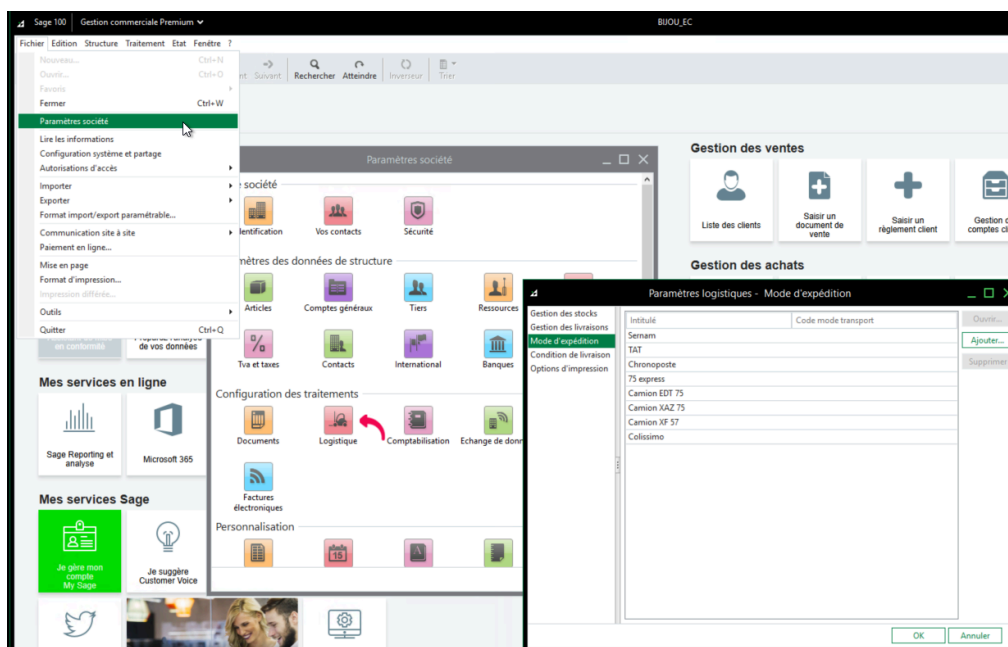 Sage 100 Gestion commerciale Premium
BIJOU_EC
Fichier Edition Structure Traitement Etat Fenêtre ?
Nouveau... Ctrl+N
Ouvrir... Ctrl+O
Favoris
Fermer Ctrl+W
Paramètres société
Lire les informations
Configuration système et partage
Autorisations d'accès
Importer
Exporter
Format import/export paramétrable...
Communication site à site
Paiement en ligne...
Mise en page
Format d'impression...
Impression différée...
Outils
Quitter Ctrl+Q
Suivant Rechercher Atteindre Inverseur Trier
en conformité
de vos données
Mes services en ligne
Sage Reporting et
analyse
Microsoft 365
Mes services Sage
Je gère mon
compte
My Sage
Je suggère
Customer Voice
Paramètres société
société
Identification Vos contacts Sécurité
mètres des données de structure
Articles Comptes généraux Tiers Ressources
Tva et taxes Contacts International Banques
Configuration des traitements
Documents Logistique Comptabilisation Echange de donn
Factures
électroniques
Personnalisation
15
Gestion des ventes
Liste des clients
Saisir un
document de
vente
Saisir un
règlement client
Gestion d
comptes cli
Gestion des achats
Paramètres logistiques - Mode d'expédition
Gestion des stocks
Gestion des livraisons
Mode d'expédition
Condition de livraison
Options d'impression
Intitulé Code mode transport
Sernam
TAT
Chronoposte
75 express
Camion EDT 75
Camion XAZ 75
Camion XF 57
Colissimo
Ouvrir...
Ajouter...
Supprimer
OK Annuler